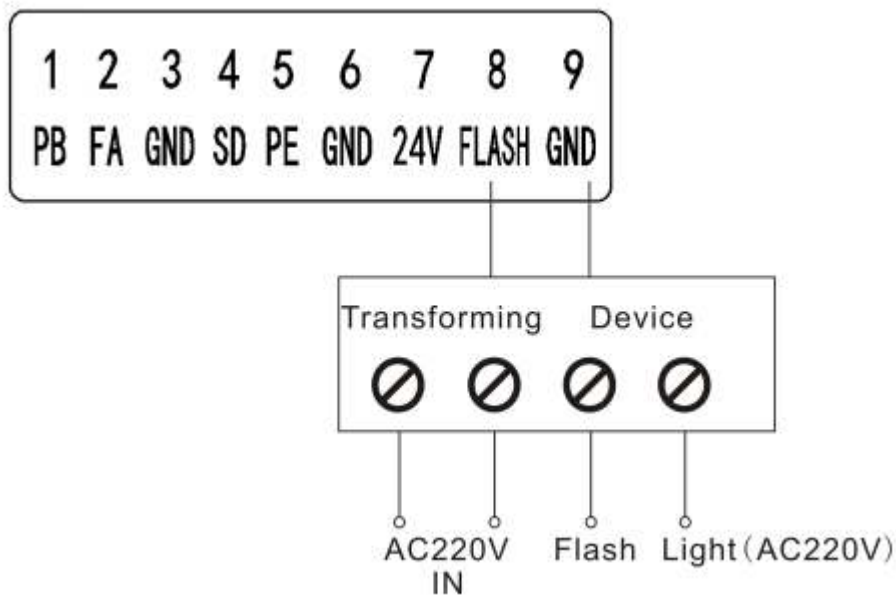 1 2 3 4 5 6 7 8 9
PB FA GND SD PE GND 24V FLASH GND
Transforming Device
AC220V Flash Light(AC220V)
IN